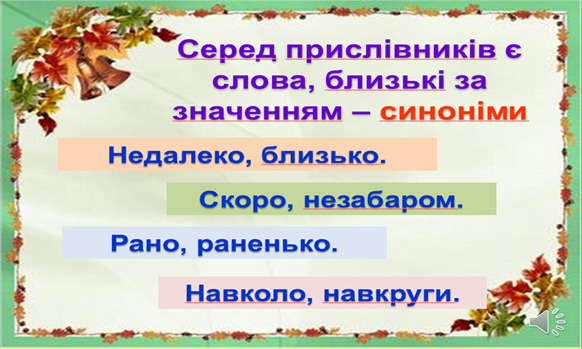 Серед прислівників є
слова, близькі за
значенням – синоніми
Недалеко, близько.
Скоро, незабаром.
Рано, раненько.
Навколо, навкруги.